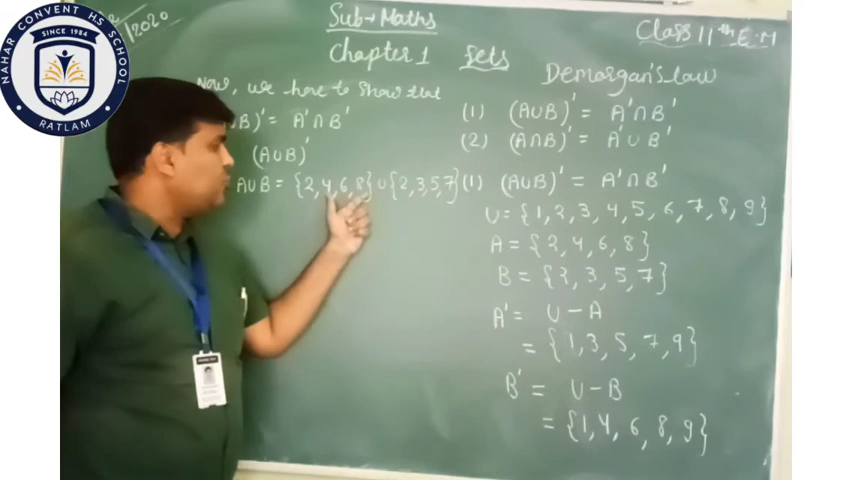 NAHAR CONVENT HS SCHOOL
SINCE 1984
RATLAM
/2020
Sub → Maths
Class 11th E.M
Chapter 1 Sets
Now, we have to show that
UB)' = A'∩B'
(A∪B)'
A∪B = {2,4,6,8}∪{2,3,5,7}
Demorgan's law
(1) (A∪B)' = A'∩B'
(2) (A∩B)' = A'∪B'
(1) (A∪B)' = A'∩B'
U = {1,2,3,4,5,6,7,8,9}
A = {2,4,6,8}
B = {2,3,5,7}
A' = U – A
= {1,3,5,7,9}
B' = U – B
= {1,4,6,8,9}